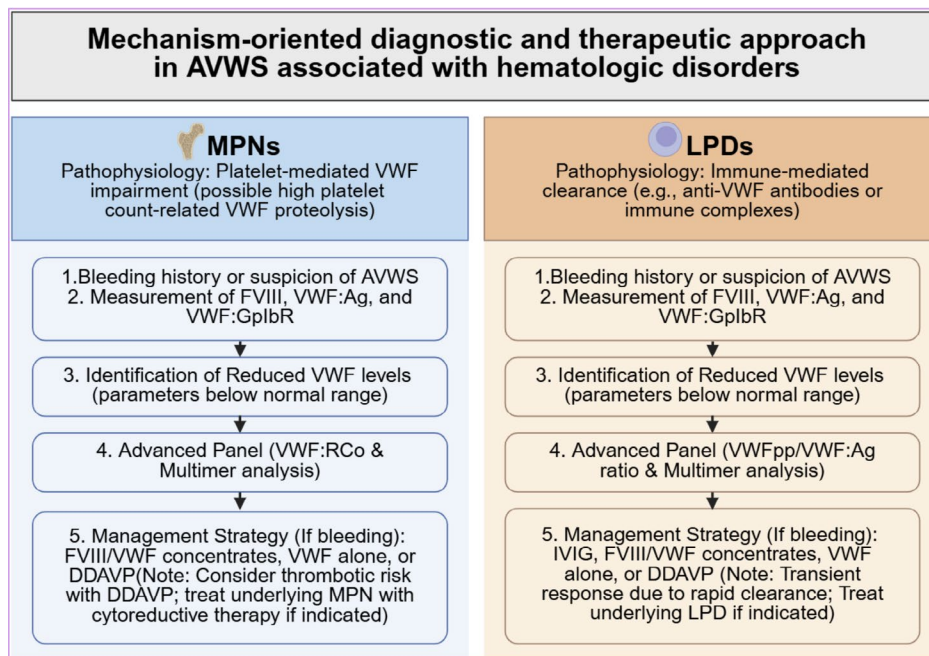 Mechanism-oriented diagnostic and therapeutic approach
in AVWS associated with hematologic disorders
MPNs
Pathophysiology: Platelet-mediated VWF
impairment (possible high platelet
count-related VWF proteolysis)
1.Bleeding history or suspicion of AVWS
2. Measurement of FVIII, VWF:Ag, and
VWF:GpIbR
3. Identification of Reduced VWF levels
(parameters below normal range)
4. Advanced Panel (VWF:RCo &
Multimer analysis)
5. Management Strategy (If bleeding):
FVIII/VWF concentrates, VWF alone, or
DDAVP(Note: Consider thrombotic risk
with DDAVP; treat underlying MPN with
cytoreductive therapy if indicated)
LPDs
Pathophysiology: Immune-mediated
clearance (e.g., anti-VWF antibodies or
immune complexes)
1.Bleeding history or suspicion of AVWS
2. Measurement of FVIII, VWF:Ag, and
VWF:GpIbR
3. Identification of Reduced VWF levels
(parameters below normal range)
4. Advanced Panel (VWFpp/VWF:Ag
ratio & Multimer analysis)
5. Management Strategy (If bleeding):
IVIG, FVIII/VWF concentrates, VWF
alone, or DDAVP (Note: Transient
response due to rapid clearance; Treat
underlying LPD if indicated)